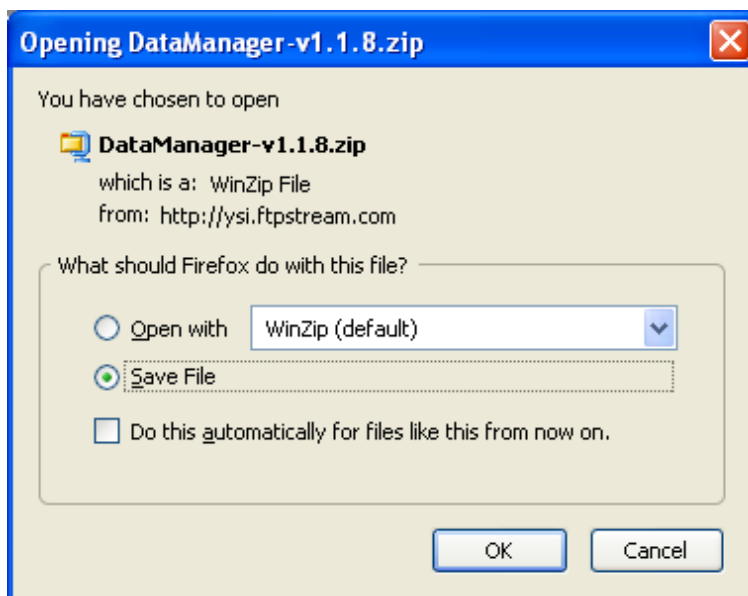 Opening DataManager-v1.1.8.zip
You have chosen to open
DataManager-v1.1.8.zip
which is a: WinZip File
from: http://ysi.ftpstream.com
What should Firefox do with this file?
Open with WinZip (default)
Save File
Do this automatically for files like this from now on.
OK Cancel